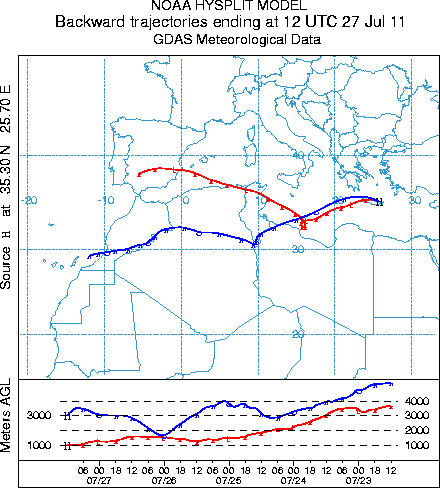 NOAA HYSPLIT MODEL
Backward trajectories ending at 12 UTC 27 Jul 11
GDAS Meteorological Data
Source at 35.30 N 25.70 E
-20 -10 0 10 20 30
40
30
20
Meters AGL
3000
1000
4000
3000
2000
1000
06 00 18 12 06 00 18 12 06 00 18 12 06 00 18 12 06 00 18 12
07/27 07/26 07/25 07/24 07/23